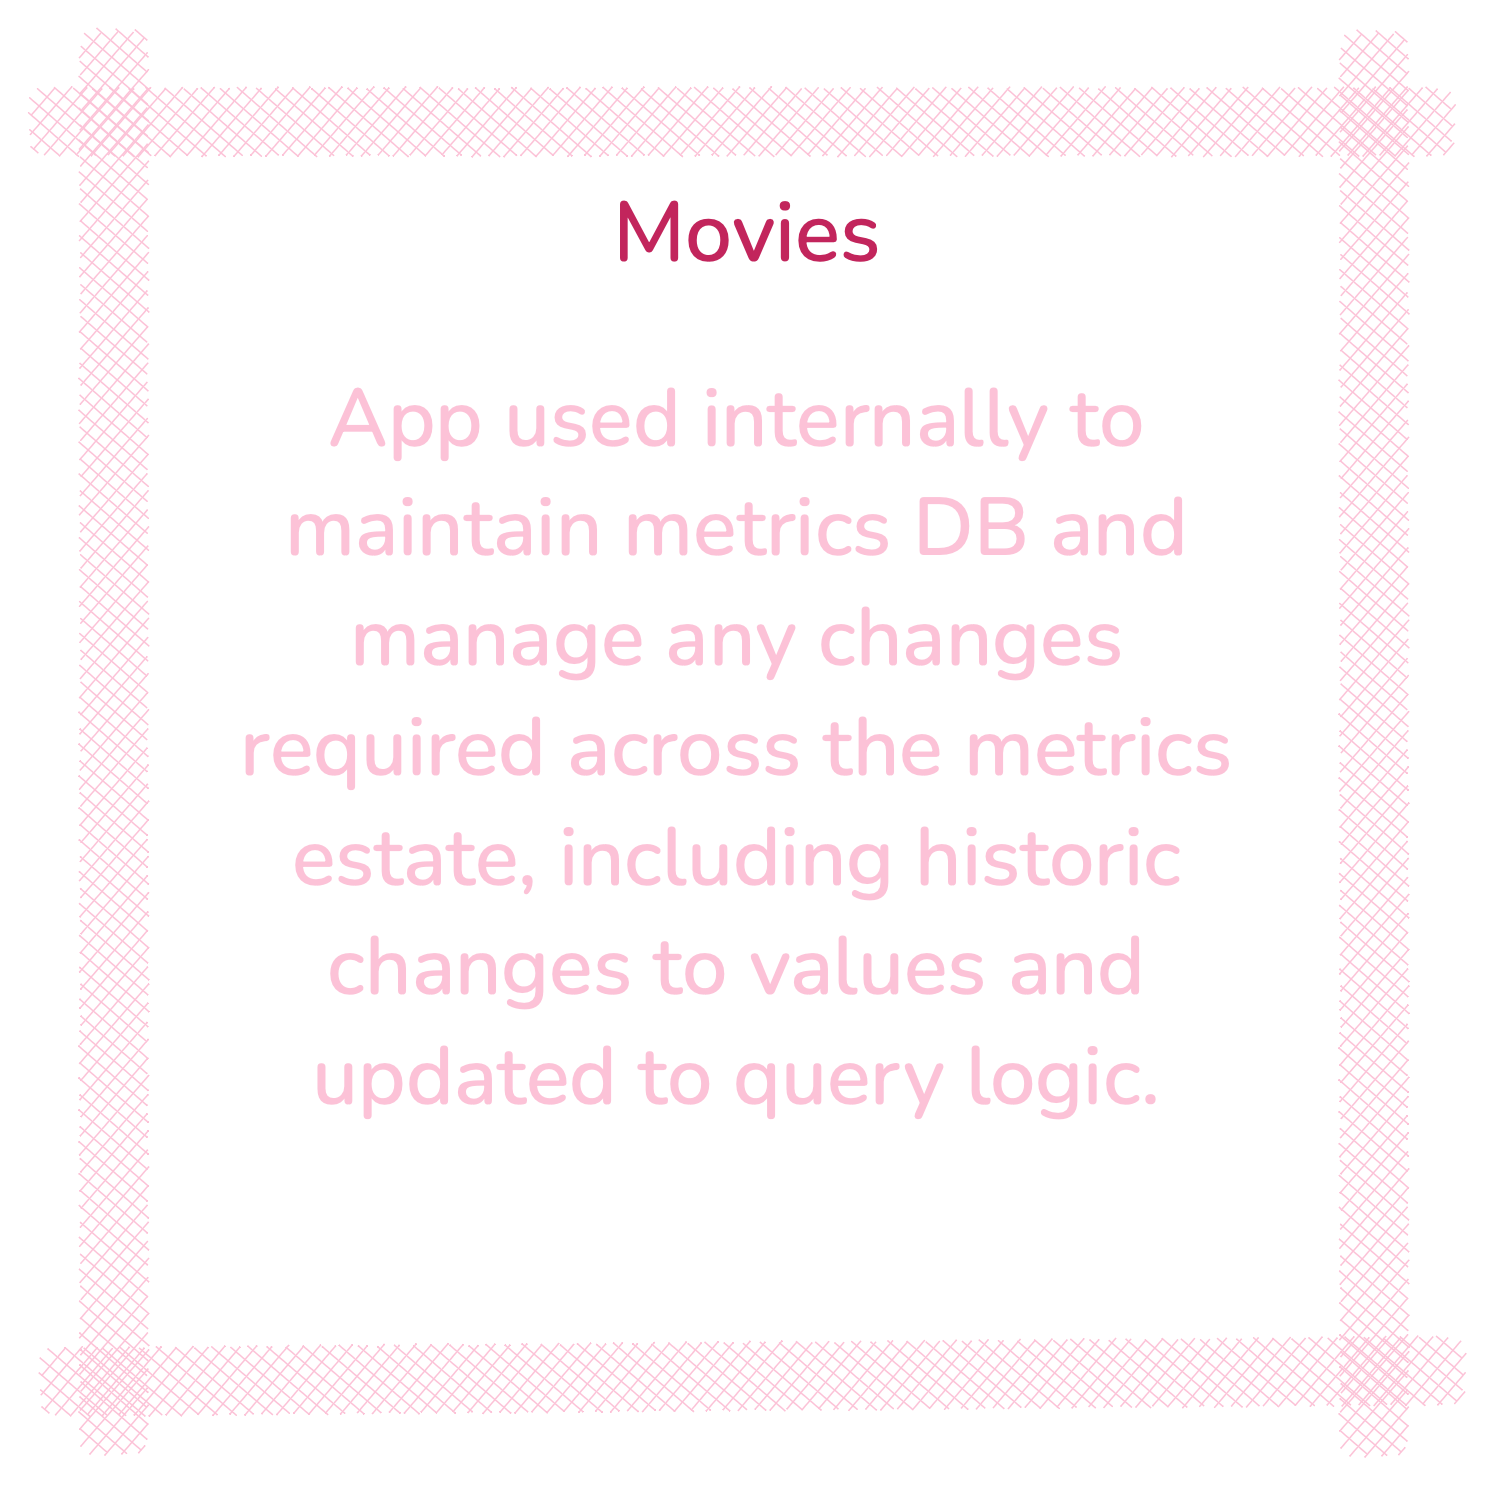 Movies
App used internally to
maintain metrics DB and
manage any changes
required across the metrics
estate, including historic
changes to values and
updated to query logic.